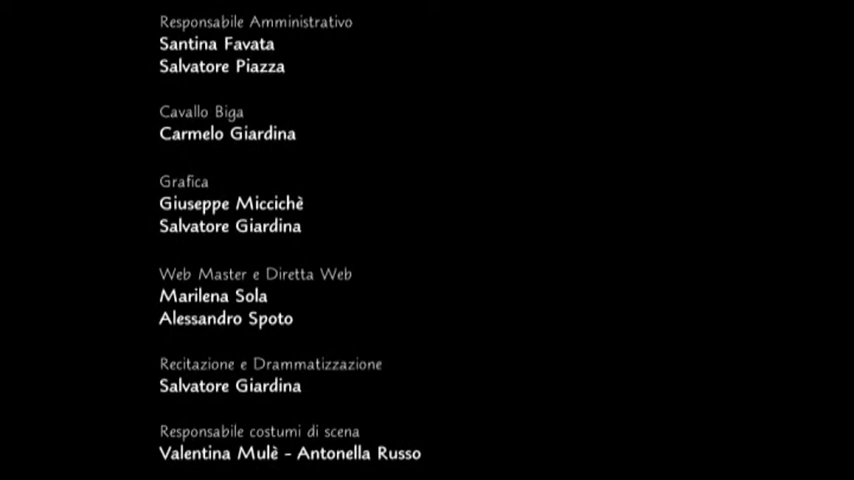 Responsabile Amministrativo
Santina Favata
Salvatore Piazza
Cavallo Biga
Carmelo Giardina
Grafica
Giuseppe Miccichè
Salvatore Giardina
Web Master e Diretta Web
Marilena Sola
Alessandro Spoto
Recitazione e Drammatizzazione
Salvatore Giardina
Responsabile costumi di scena
Valentina Mulè - Antonella Russo